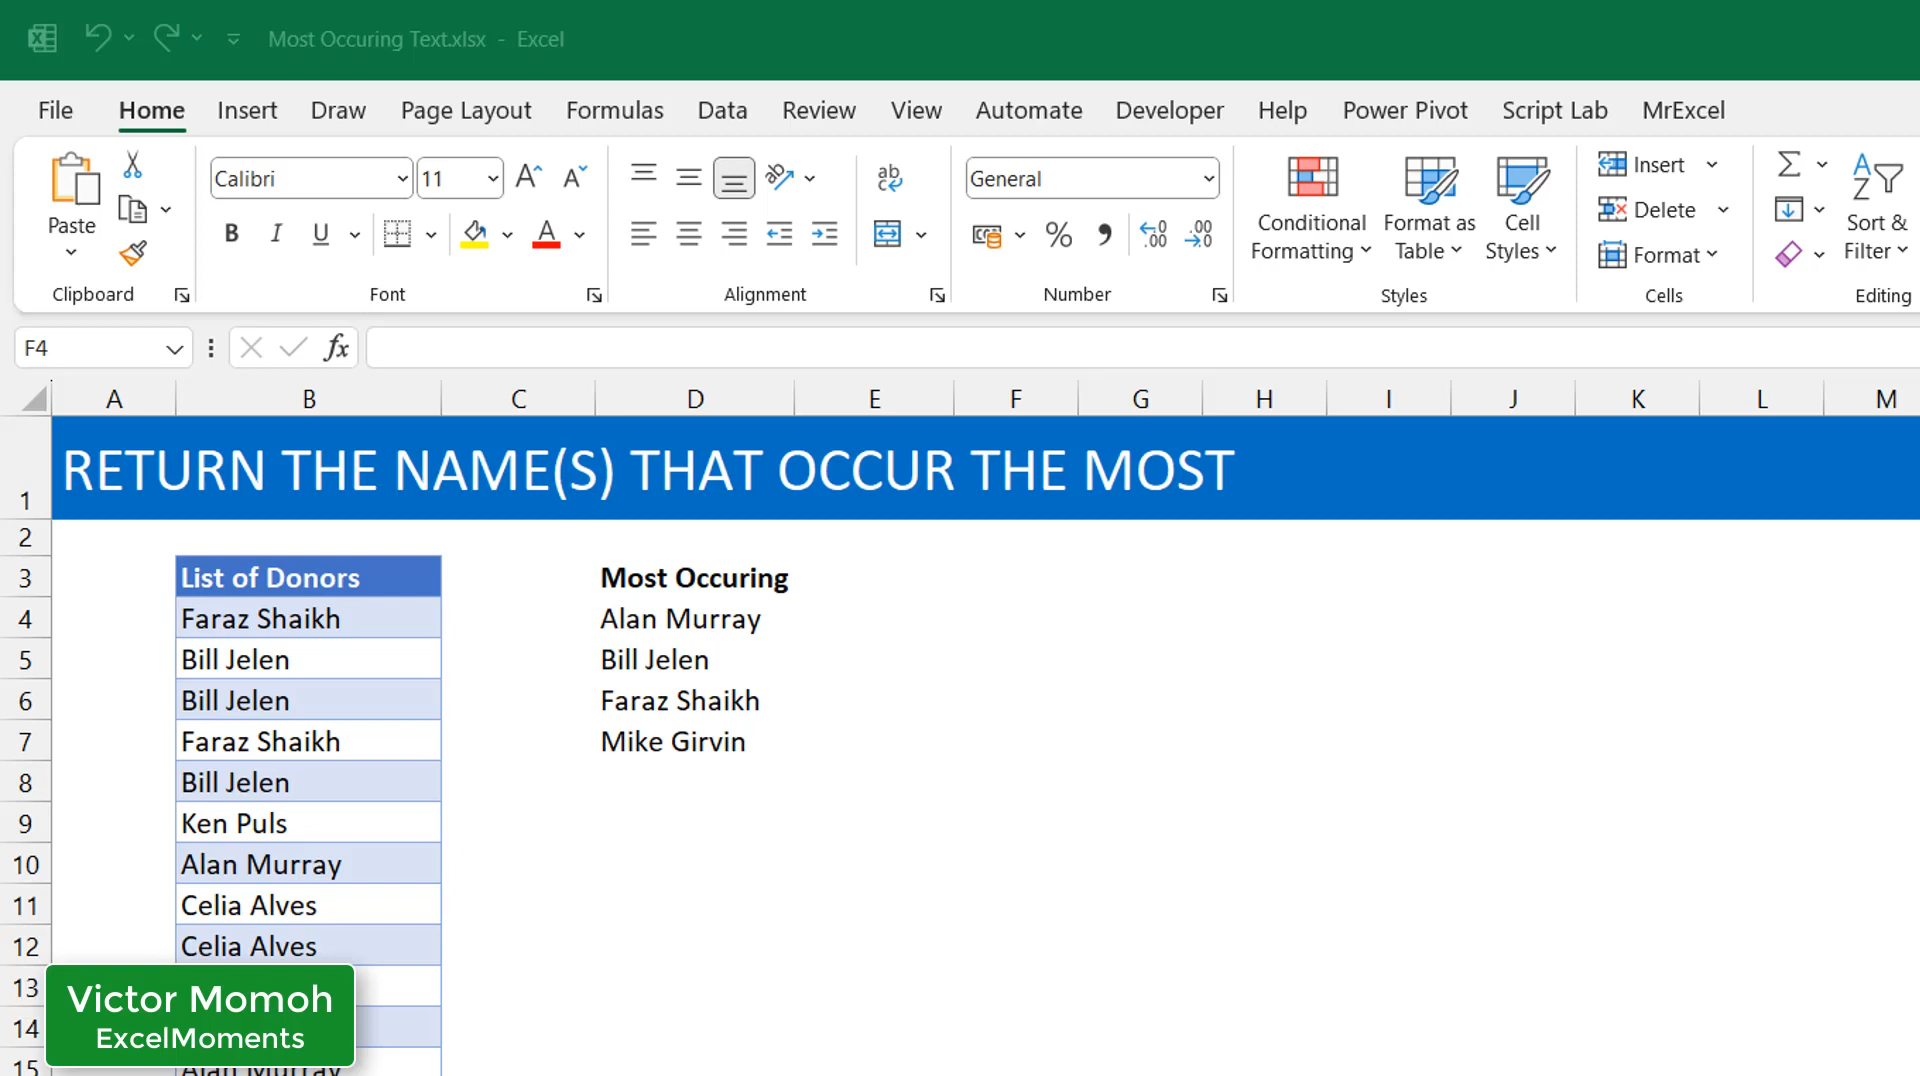 Most Occuring Text.xlsx - Excel
File Home Insert Draw Page Layout Formulas Data Review View Automate Developer Help Power Pivot Script Lab MrExcel
Paste
Clipboard
Calibri 11
B I U
Font
ab
Alignment
General
% 9
Number
Conditional Formatting
Format as Table
Cell Styles
Styles
Insert
Delete
Format
Cells
Sort & Filter
Editing
F4
fx
A B C D E F G H I J K L M
1 RETURN THE NAME(S) THAT OCCUR THE MOST
2
3 List of Donors Most Occuring
4 Faraz Shaikh Alan Murray
5 Bill Jelen Bill Jelen
6 Bill Jelen Faraz Shaikh
7 Faraz Shaikh Mike Girvin
8 Bill Jelen
9 Ken Puls
10 Alan Murray
11 Celia Alves
12 Celia Alves
13
14
15 Alan Murray
Victor Momoh
ExcelMoments